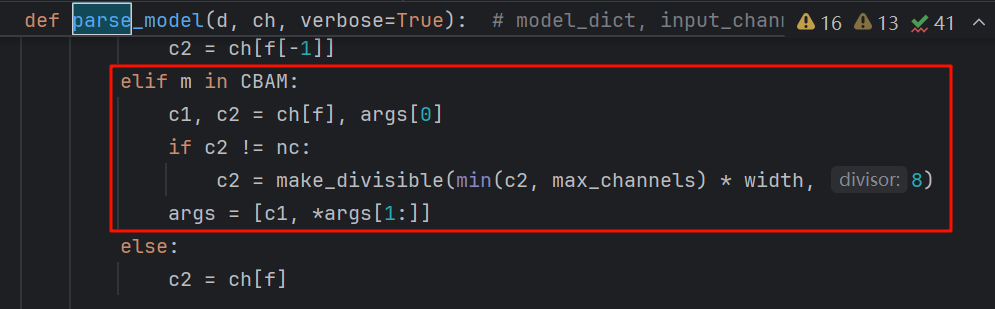 def parse_model(d, ch, verbose=True):  # model_dict, input_chan 16 13 41
c2 = ch[f[-1]]
elif m in CBAM:
c1, c2 = ch[f], args[0]
if c2 != nc:
c2 = make_divisible(min(c2, max_channels) * width, divisor: 8)
args = [c1, *args[1:]]
else:
c2 = ch[f]